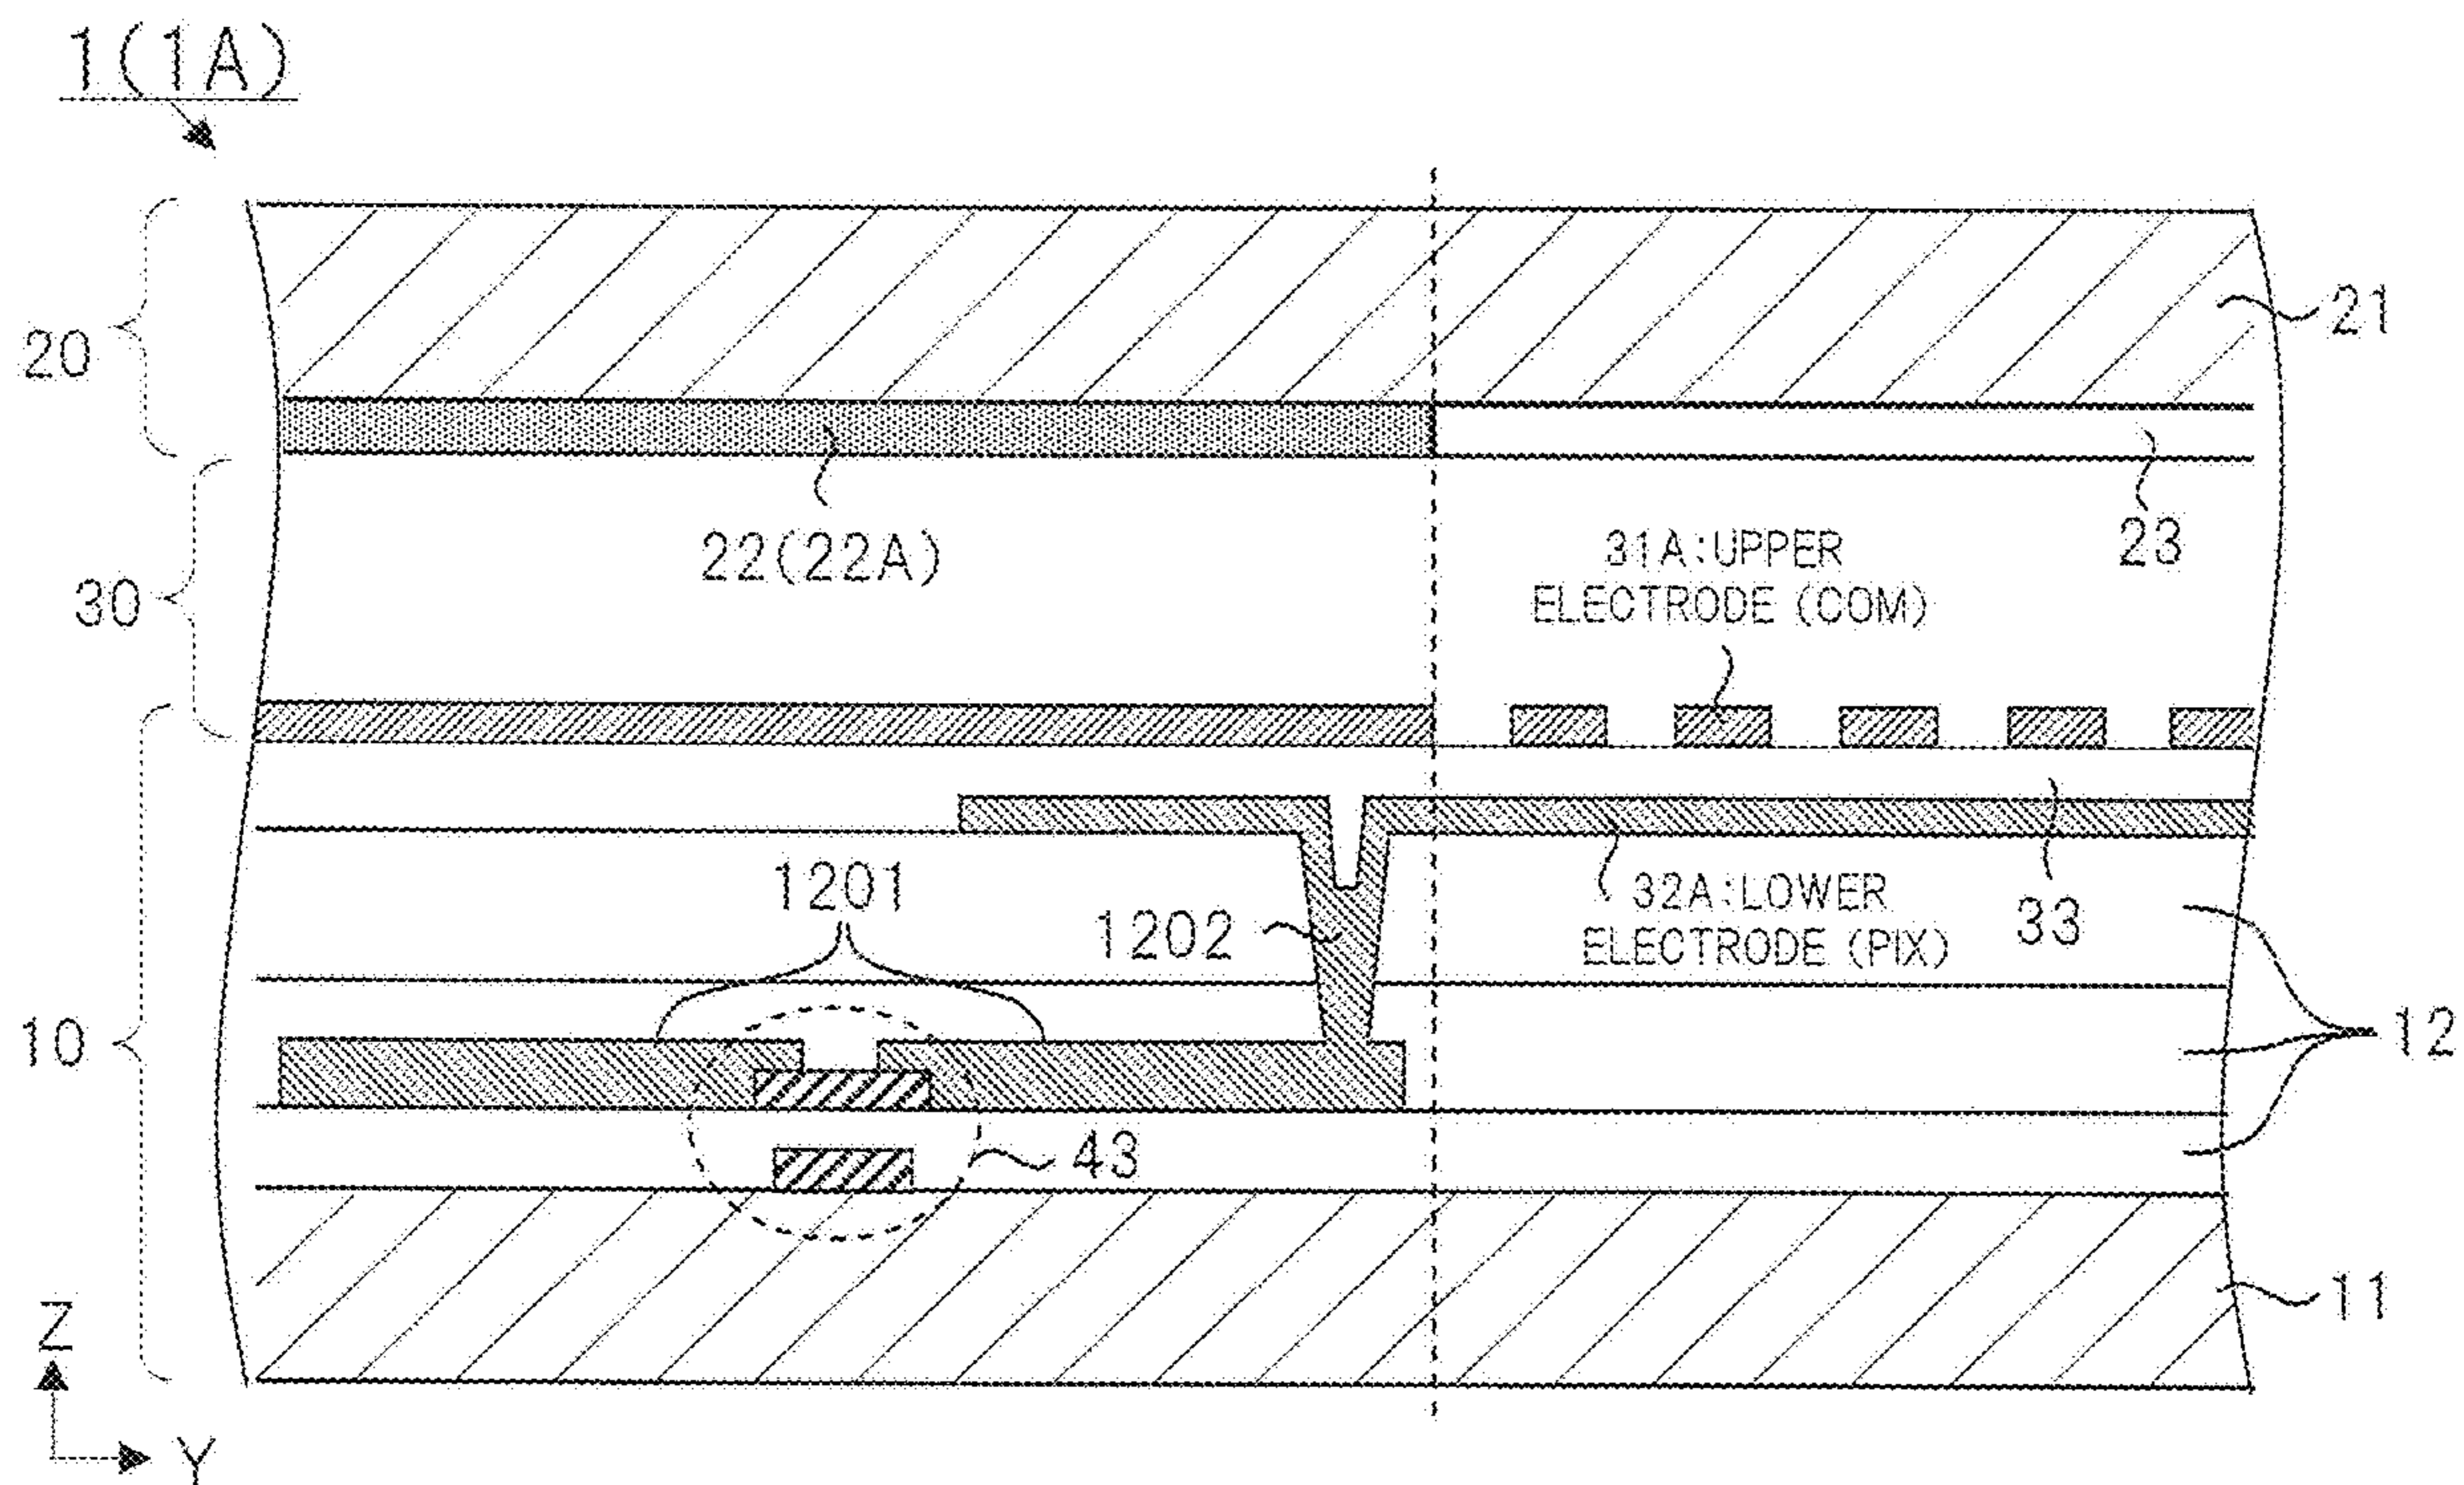 1(1A)
20
21
22(22A)
23
31A:UPPER
ELECTRODE (COM)
30
1201
1202
32A:LOWER
ELECTRODE (PIX)
33
10
12
43
11
Z
Y